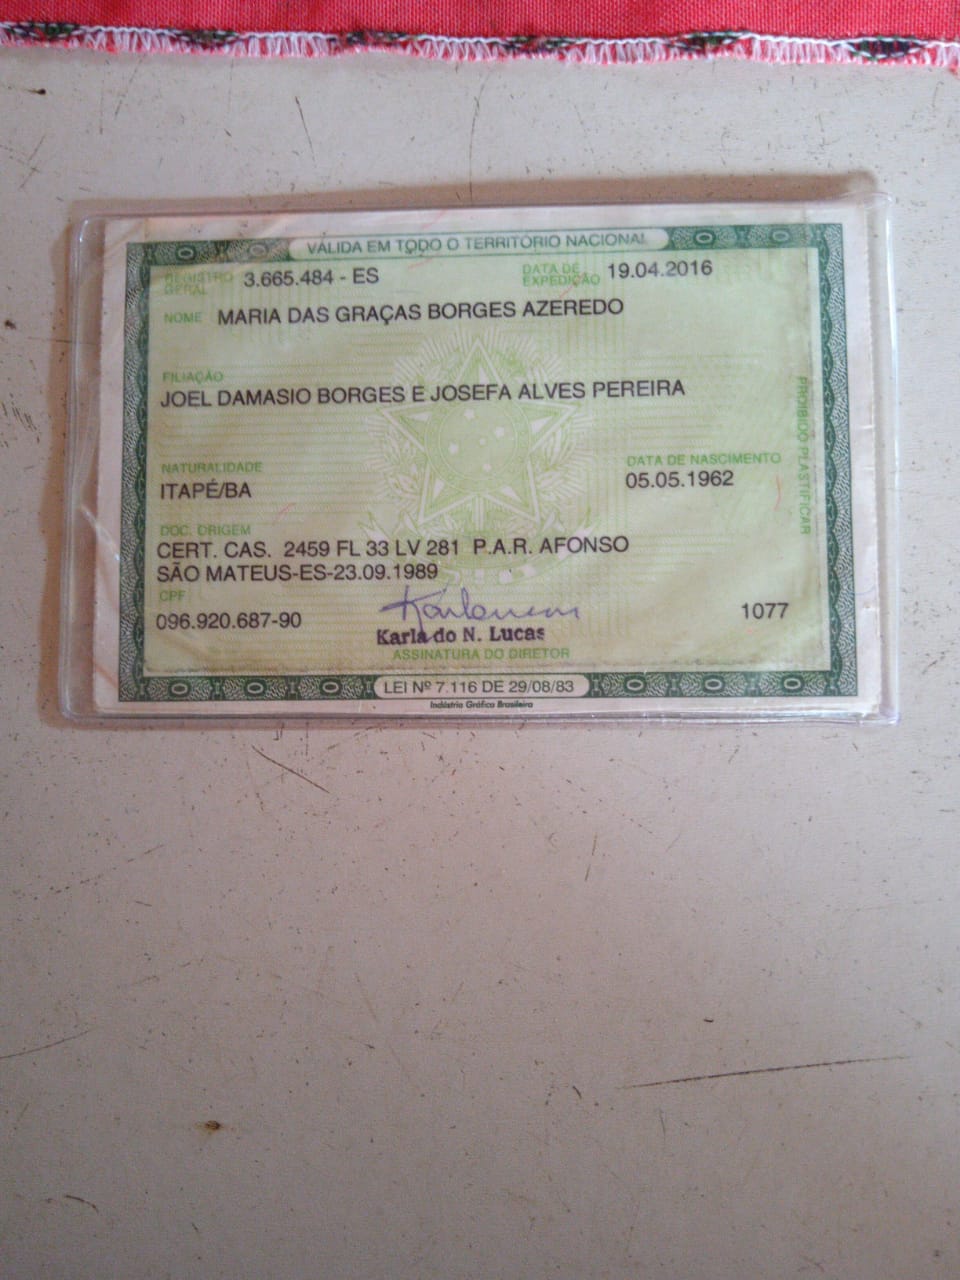 VÁLIDA EM TODO O TERRITÓRIO NACIONAL
REGISTRO GERAL 3.665.484 - ES DATA DE EXPEDIÇÃO 19.04.2016
NOME MARIA DAS GRAÇAS BORGES AZEREDO
FILIAÇÃO
JOEL DAMASIO BORGES E JOSEFA ALVES PEREIRA
NATURALIDADE DATA DE NASCIMENTO
ITAPÉ/BA 05.05.1962
DOC. ORIGEM
CERT. CAS. 2459 FL 33 LV 281 P.A.R. AFONSO
SÃO MATEUS-ES-23.09.1989
CPF
096.920.687-90 1077
Karla do N. Lucas
ASSINATURA DO DIRETOR
LEI Nº 7.116 DE 29/08/83
Indústria Gráfica Brasileira
PROIBIDO PLASTIFICAR